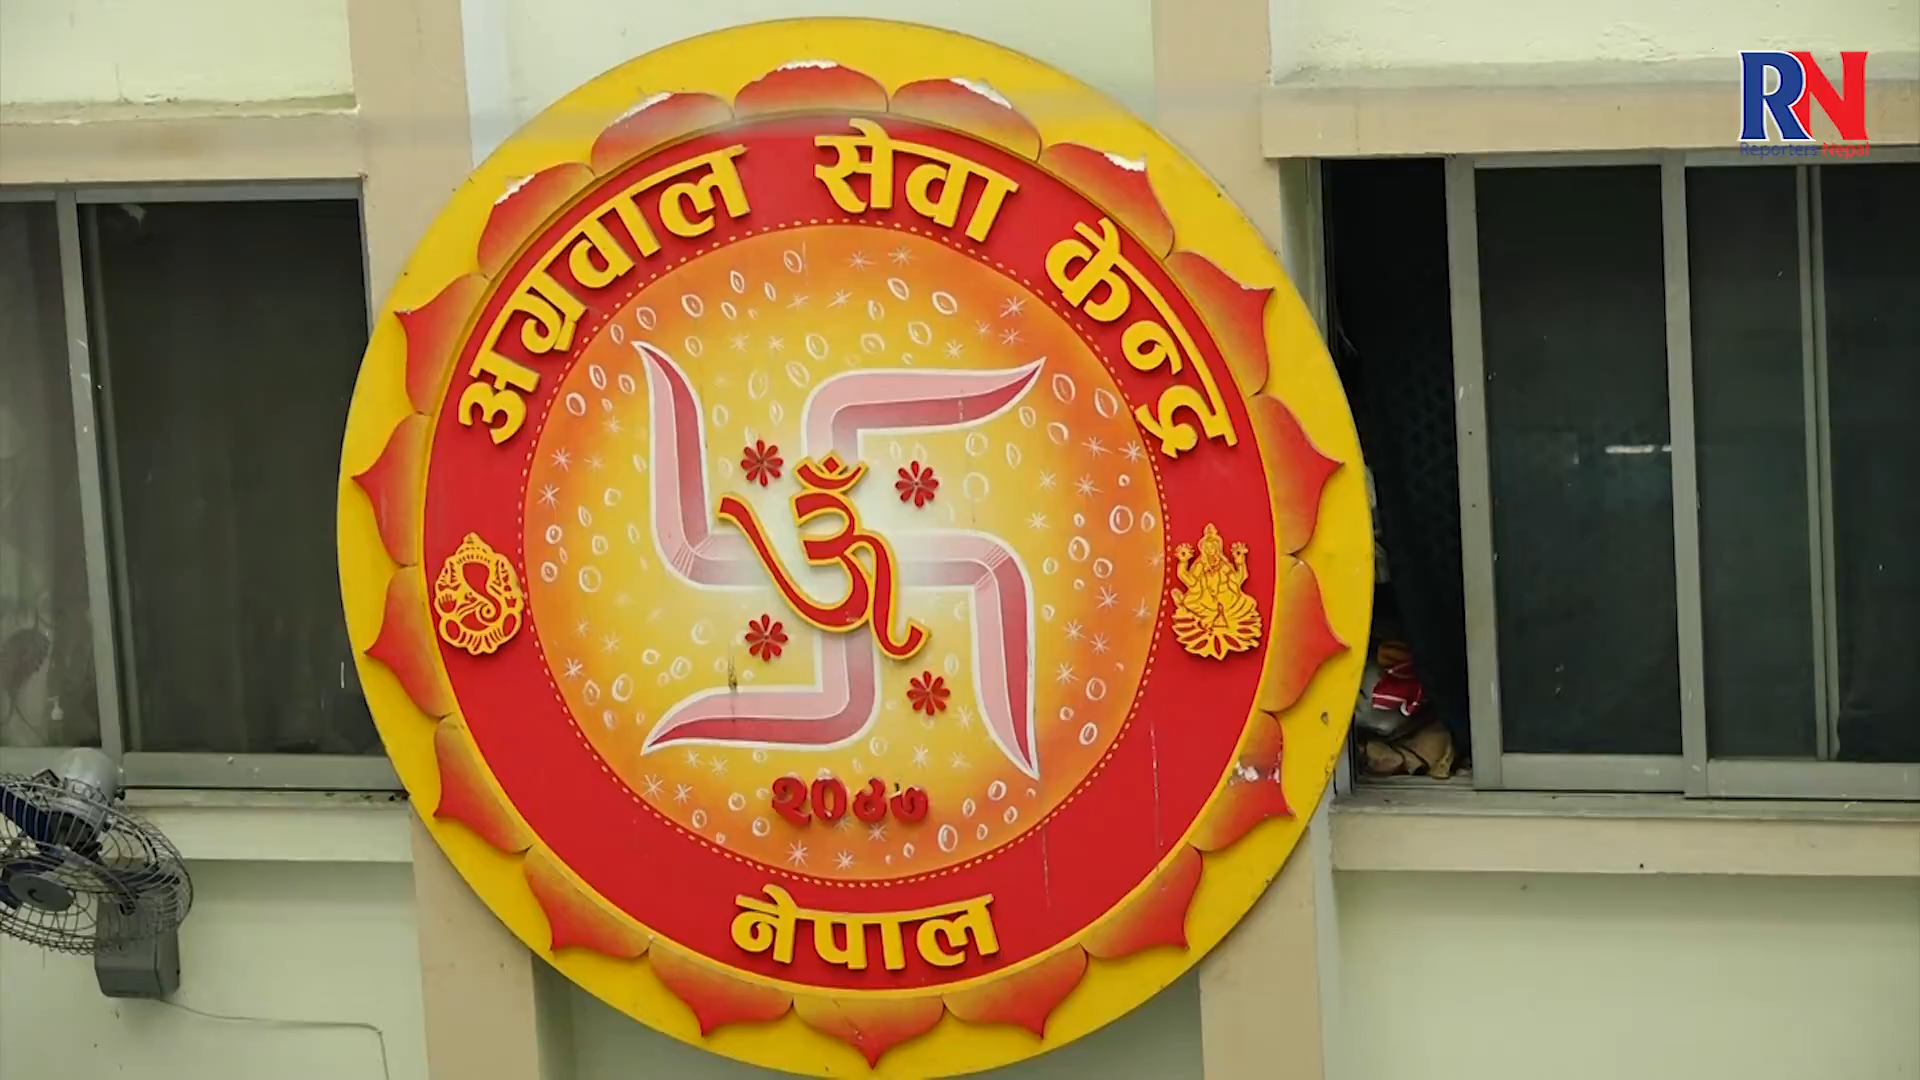 RN
Reporters Nepal
अग्रवाल सेवा केन्द्र
ॐ
२०४७
नेपाल